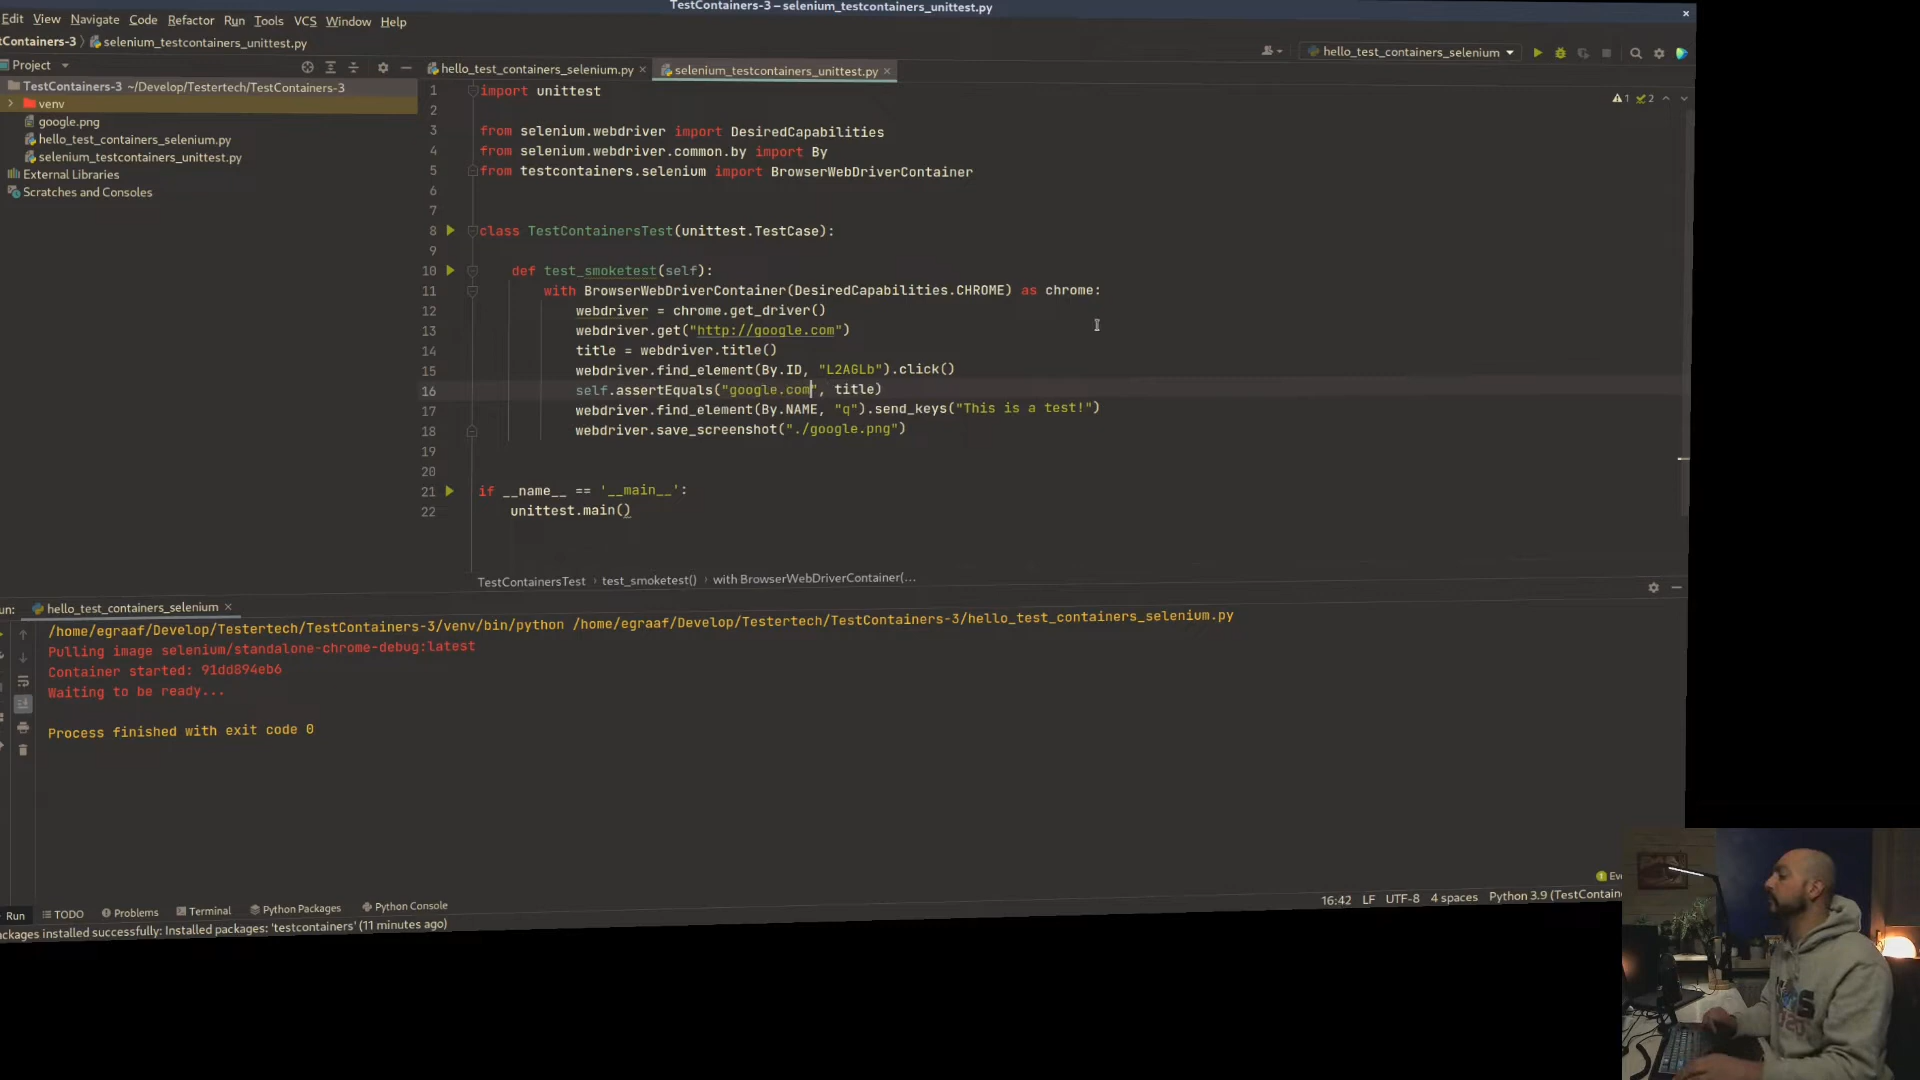 TestContainers-3 – selenium_testcontainers_unittest.py
Edit View Navigate Code Refactor Run Tools VCS Window Help
selenium_testcontainers_unittest.py
hello_test_containers_selenium
Project
hello_test_containers_selenium.py
selenium_testcontainers_unittest.py
TestContainers-3 ~/Develop/Testertech/TestContainers-3
venv
google.png
hello_test_containers_selenium.py
selenium_testcontainers_unittest.py
External Libraries
Scratches and Consoles
1 2
1 import unittest
2
3 from selenium.webdriver import DesiredCapabilities
4 from selenium.webdriver.common.by import By
5 from testcontainers.selenium import BrowserWebDriverContainer
6
7
8 class TestContainersTest(unittest.TestCase):
9
10 def test_smoketest(self):
11 with BrowserWebDriverContainer(DesiredCapabilities.CHROME) as chrome:
12 webdriver = chrome.get_driver()
13 webdriver.get("http://google.com")
14 title = webdriver.title()
15 webdriver.find_element(By.ID, "L2AGLb").click()
16 self.assertEquals("google.com", title)
17 webdriver.find_element(By.NAME, "q").send_keys("This is a test!")
18 webdriver.save_screenshot("./google.png")
19
20
21 if __name__ == '__main__':
22 unittest.main()
TestContainersTest › test_smoketest() › with BrowserWebDriverContainer(...
hello_test_containers_selenium
/home/egraaf/Develop/Testertech/TestContainers-3/venv/bin/python /home/egraaf/Develop/Testertech/TestContainers-3/hello_test_containers_selenium.py
Pulling image selenium/standalone-chrome-debug:latest
Container started: 91dd894eb6
Waiting to be ready...
Process finished with exit code 0
Run TODO Problems Terminal Python Packages Python Console
16:42 LF UTF-8 4 spaces Python 3.9
installed successfully: Installed packages: 'testcontainers' (11 minutes ago)